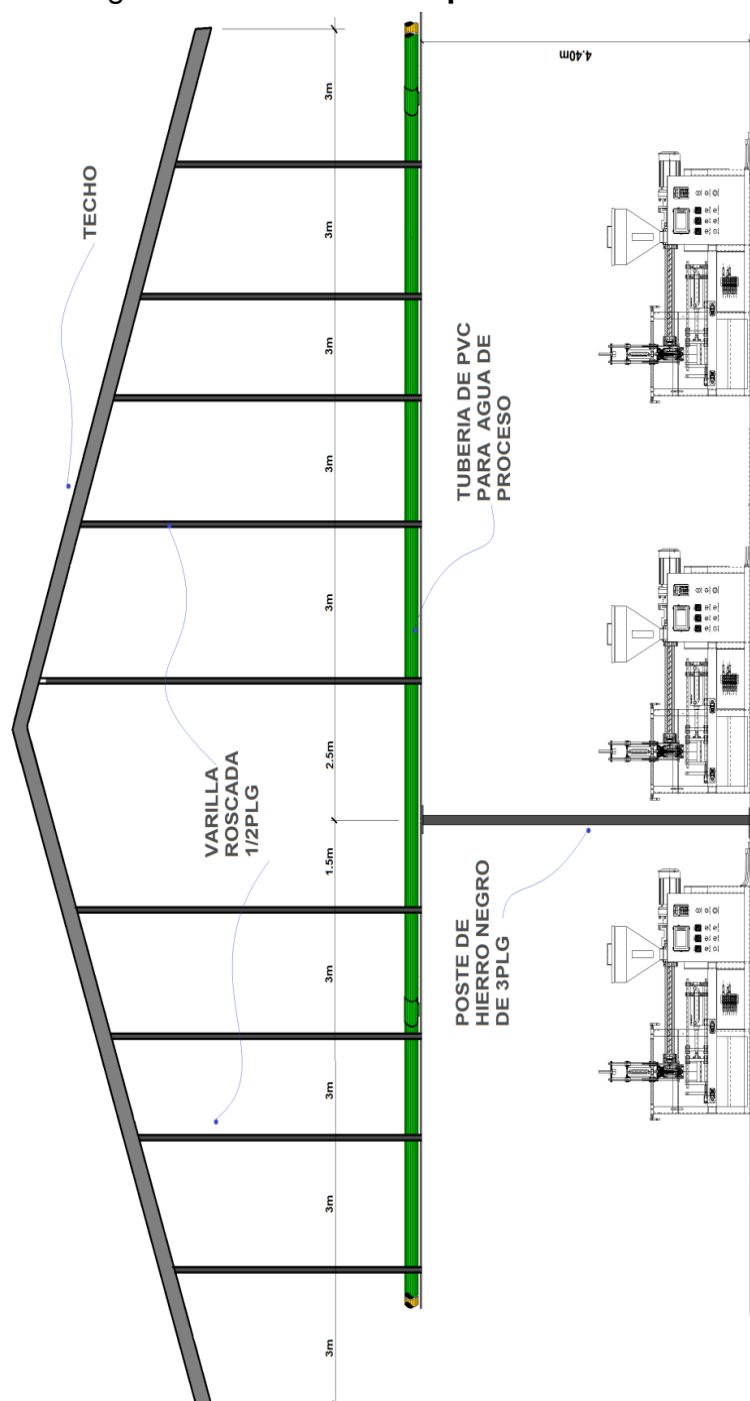 TECHO
VARILLA
ROSCADA
1/2PLG
3m
3m
3m
3m
1.5m
2.5m
3m
3m
3m
3m
3m
TUBERIA DE PVC
PARA AGUA DE
PROCESO
POSTE DE
HIERRO NEGRO
DE 3PLG
4.40m